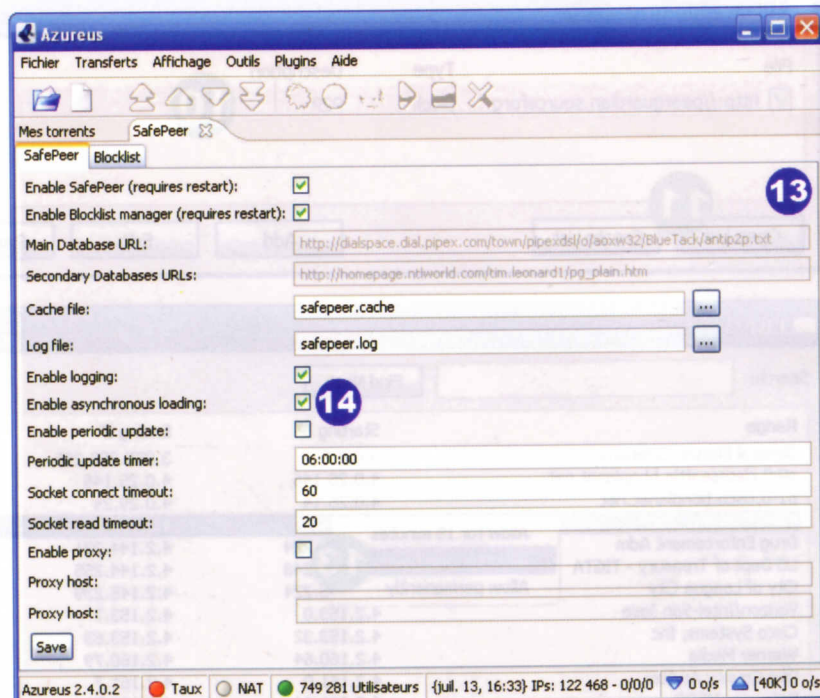 Azureus
Fichier Transferts Affichage Outils Plugins Aide
Mes torrents SafePeer
SafePeer Blocklist
Enable SafePeer (requires restart):
13
Enable Blocklist manager (requires restart):
Main Database URL: http://dialspace.dial.pipex.com/town/pipexdsl/o/aoxw32/BlueTack/antip2p.txt
Secondary Databases URLs: http://homepage.ntlworld.com/tim.leonard1/pg_plain.htm
Cache file: safepeer.cache ...
Log file: safepeer.log ...
Enable logging:
Enable asynchronous loading: 14
Enable periodic update:
Periodic update timer: 06:00:00
Socket connect timeout: 60
Socket read timeout: 20
Enable proxy:
Proxy host:
Proxy host:
Save
Azureus 2.4.0.2 Taux NAT 749 281 Utilisateurs {juil. 13, 16:33} IPs: 122 468 - 0/0/0 0 o/s [40K] 0 o/s